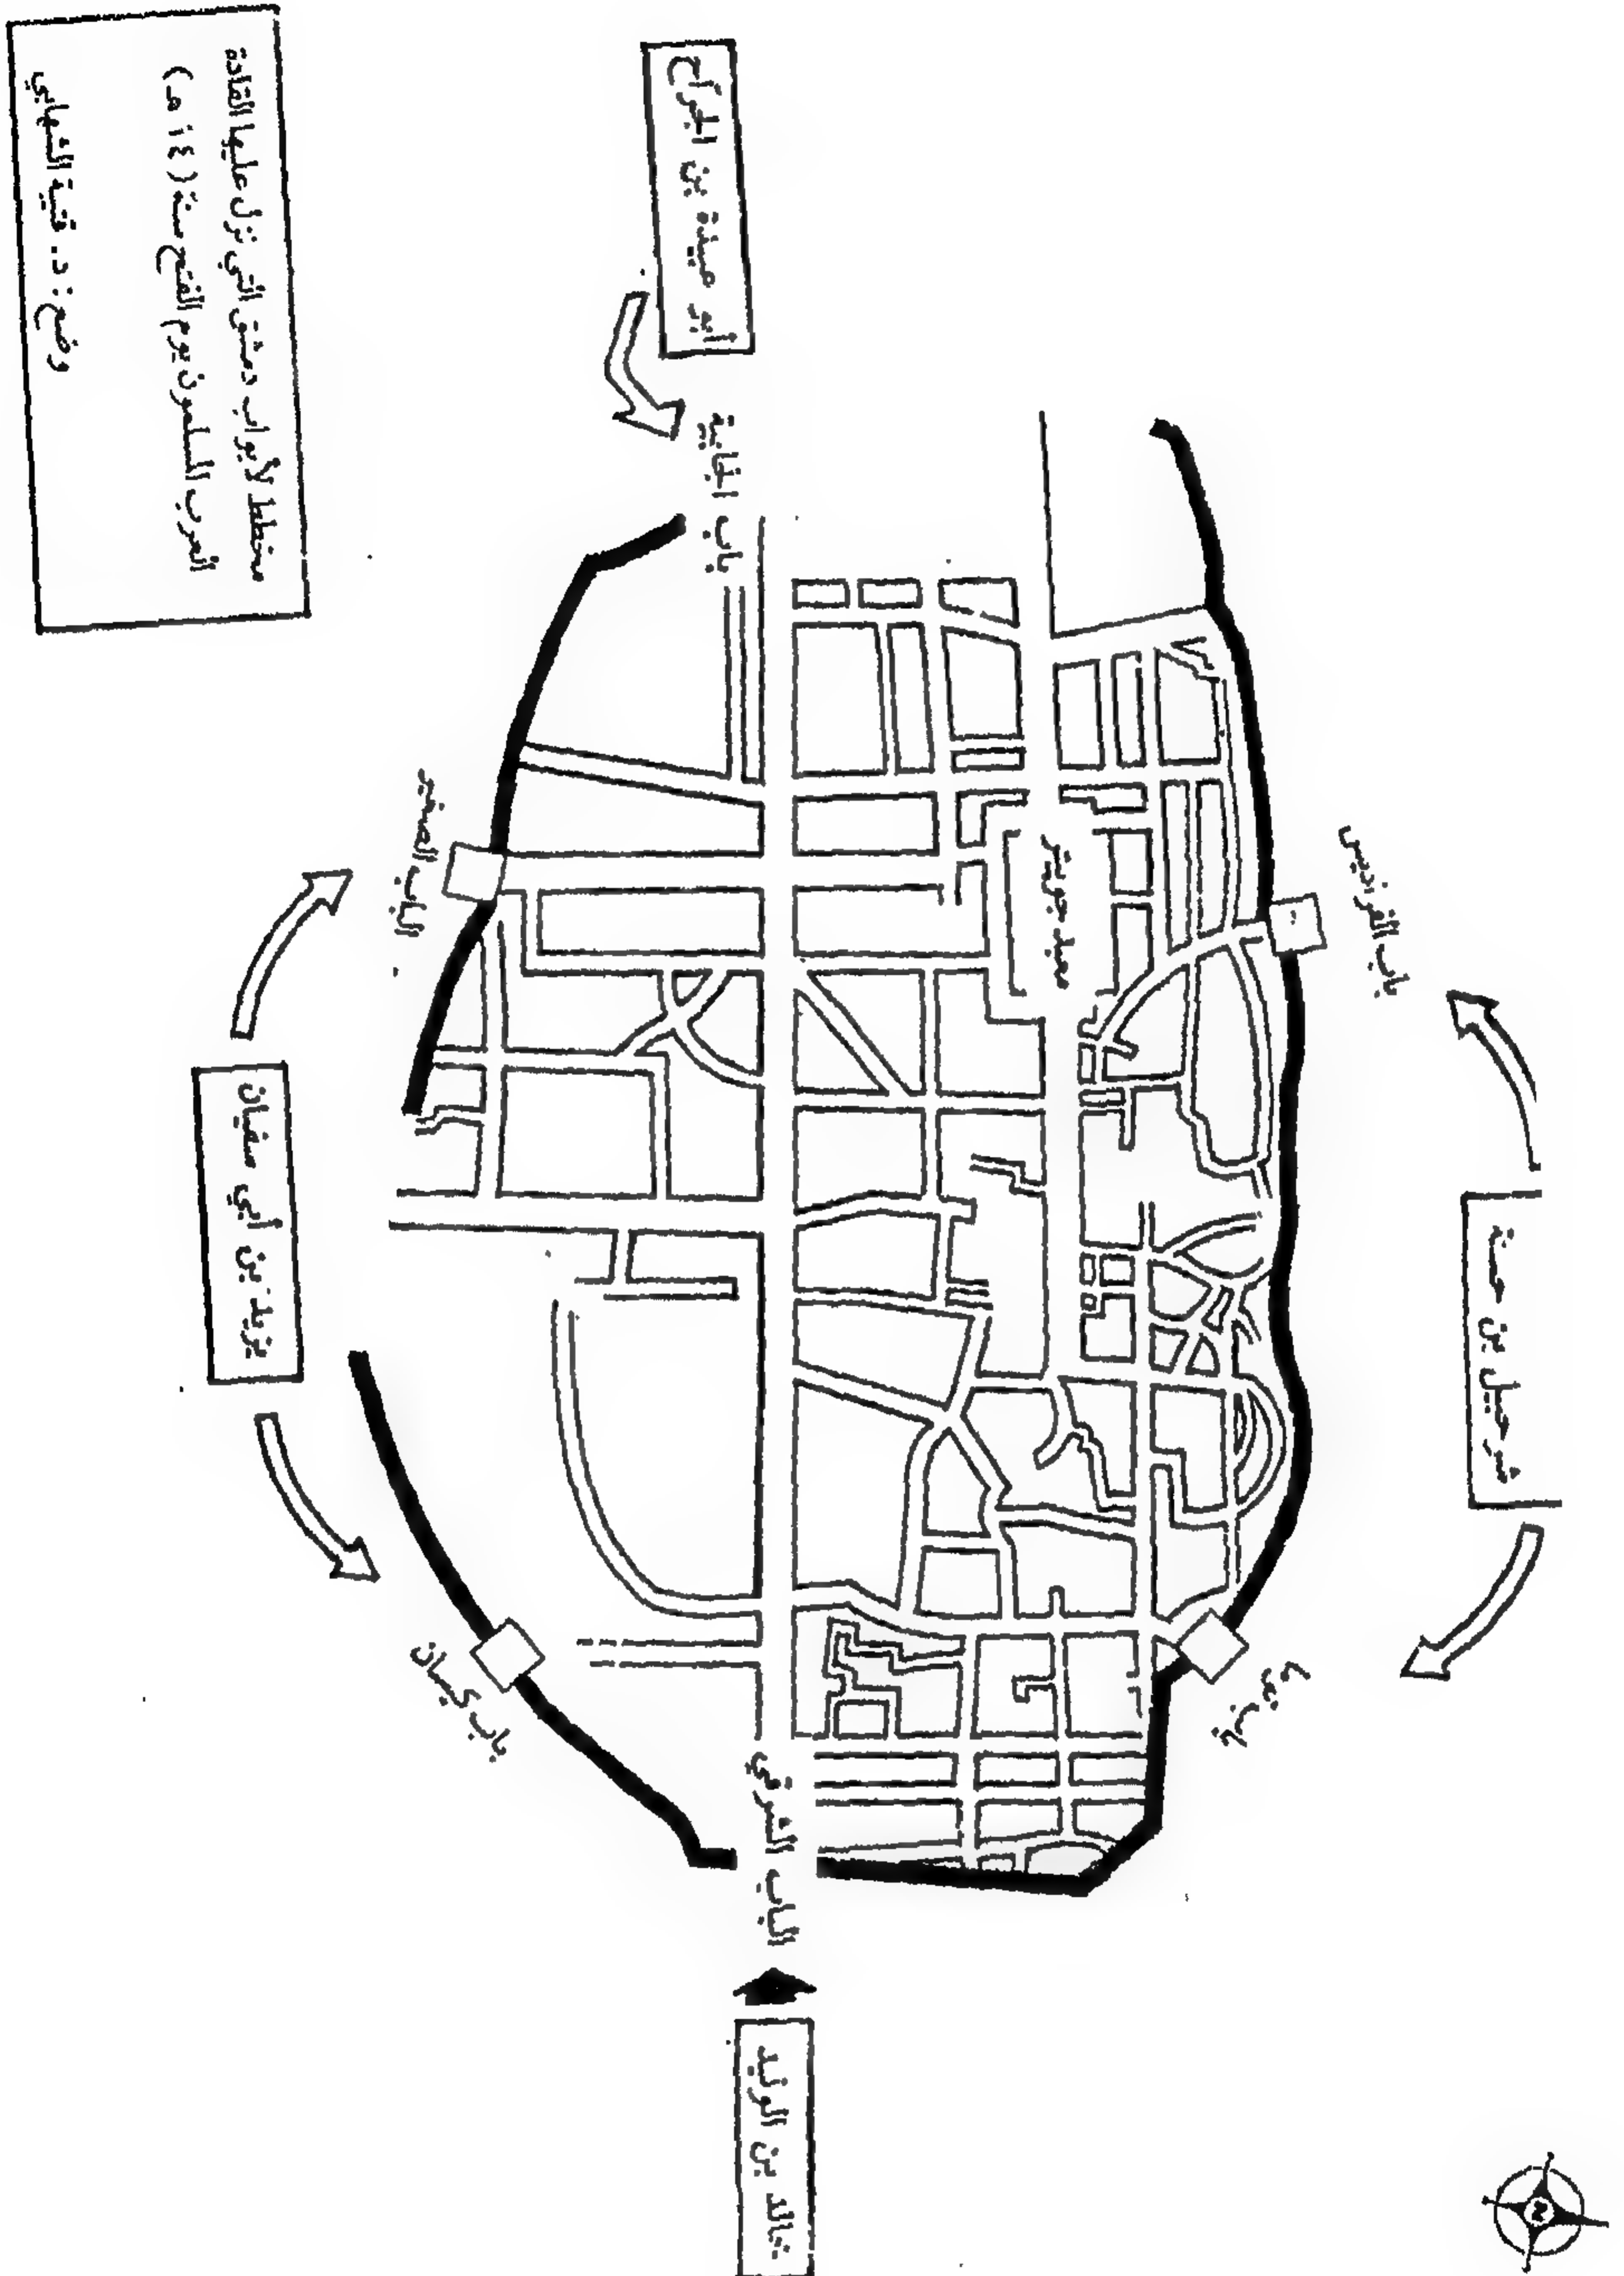 مخطط لأبواب دمشق التي نزل عليها القادة
العرب المسلمون يوم الفتح سنة (١٤ هـ)
وضع: د. قتيبة الشهابي
أبو عبيدة بن الجراح
باب الجابية
الباب الصغير
يزيد بن أبي سفيان
باب كيسان
معبد جوبيتر
باب الفراديس
شرحبيل بن حسنة
باب توما
الباب الشرقي
خالد بن الوليد